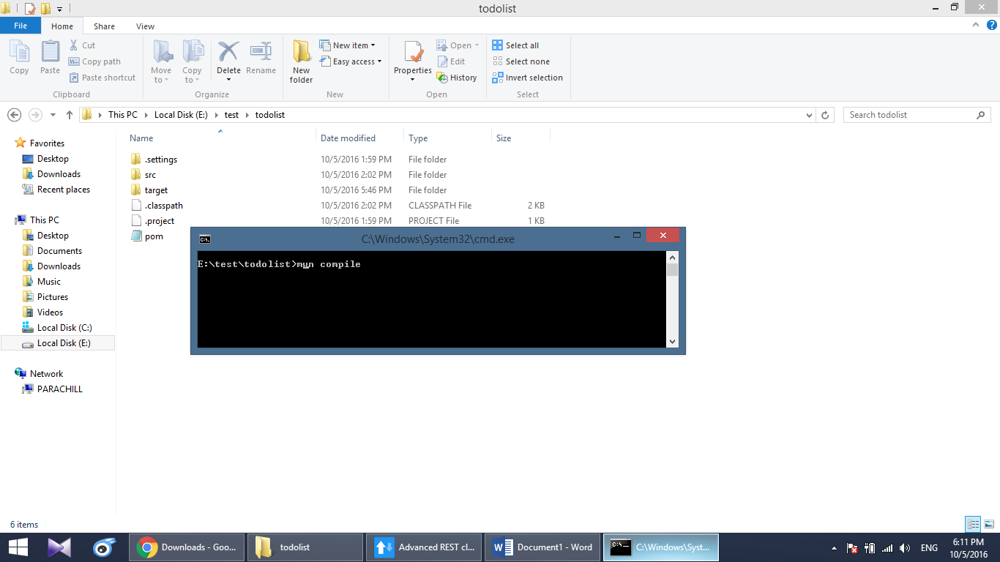 todolist
File Home Share View
Copy
Paste
Cut
Copy path
Paste shortcut
Clipboard
Move to
Copy to
Delete
Rename
Organize
New folder
New item
Easy access
New
Properties
Open
Edit
History
Open
Select all
Select none
Invert selection
Select
This PC Local Disk (E:) test todolist
Search todolist
Favorites
Desktop
Downloads
Recent places
This PC
Desktop
Documents
Downloads
Music
Pictures
Videos
Local Disk (C:)
Local Disk (E:)
Network
PARACHILL
Name Date modified Type Size
.settings 10/5/2016 1:59 PM File folder
src 10/5/2016 2:02 PM File folder
target 10/5/2016 5:46 PM File folder
.classpath 10/5/2016 2:02 PM CLASSPATH File 2 KB
.project 10/5/2016 1:59 PM PROJECT File 1 KB
pom
C:\Windows\System32\cmd.exe
C:\.
E:\test\todolist>mvn compile
6 items
Downloads - Goo...
todolist
Advanced REST cl...
Document1 - Word
C:\Windows\Syst...
ENG
6:11 PM
10/5/2016